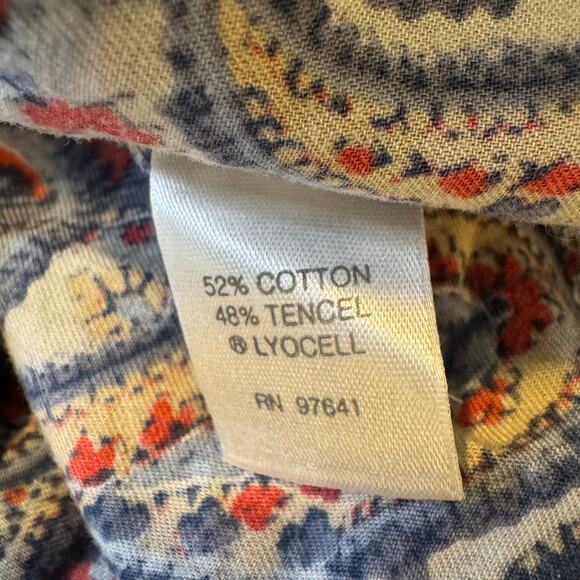 52% COTTON
48% TENCEL
® LYOCELL
RN 97641